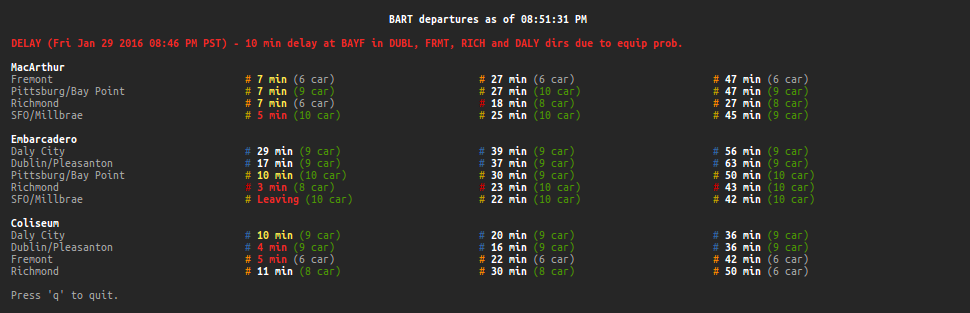 BART departures as of 08:51:31 PM
DELAY (Fri Jan 29 2016 08:46 PM PST) - 10 min delay at BAYF in DUBL, FRMT, RICH and DALY dirs due to equip prob.
MacArthur
Fremont # 7 min (6 car) # 27 min (6 car) # 47 min (6 car)
Pittsburg/Bay Point # 7 min (9 car) # 27 min (10 car) # 47 min (9 car)
Richmond # 7 min (6 car) # 18 min (8 car) # 27 min (8 car)
SFO/Millbrae # 5 min (10 car) # 25 min (10 car) # 45 min (9 car)
Embarcadero
Daly City # 29 min (9 car) # 39 min (9 car) # 56 min (9 car)
Dublin/Pleasanton # 17 min (9 car) # 37 min (9 car) # 63 min (9 car)
Pittsburg/Bay Point # 10 min (10 car) # 30 min (9 car) # 50 min (10 car)
Richmond # 3 min (8 car) # 23 min (10 car) # 43 min (10 car)
SFO/Millbrae # Leaving (10 car) # 22 min (10 car) # 42 min (10 car)
Coliseum
Daly City # 10 min (9 car) # 20 min (9 car) # 36 min (9 car)
Dublin/Pleasanton # 4 min (9 car) # 16 min (9 car) # 36 min (9 car)
Fremont # 5 min (6 car) # 22 min (6 car) # 42 min (6 car)
Richmond # 11 min (8 car) # 30 min (8 car) # 50 min (6 car)
Press 'q' to quit.